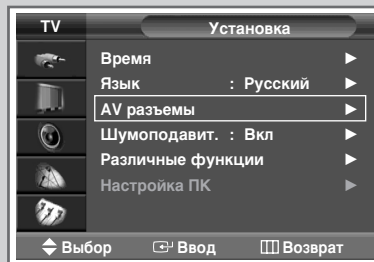 TV Установка
Время
Язык : Русский
AV разъемы
Шумоподавит. : Вкл
Различные функции
Настройка ПК
Выбор Ввод Возврат